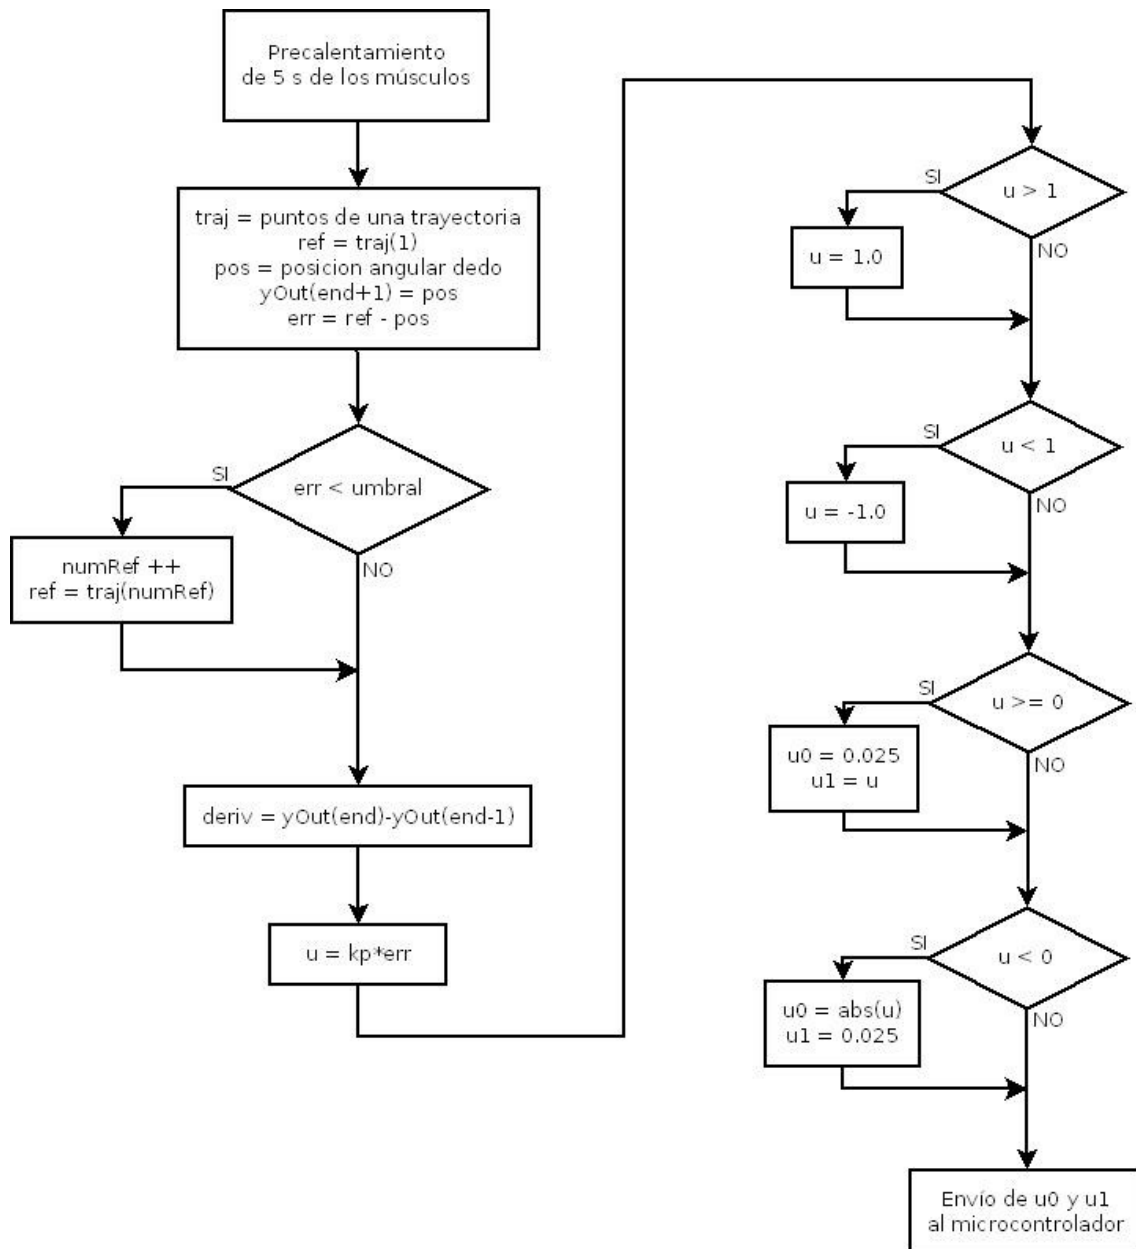 Precalentamiento
de 5 s de los músculos
traj = puntos de una trayectoria
ref = traj(1)
pos = posicion angular dedo
yOut(end+1) = pos
err = ref - pos
err < umbral
SI
NO
numRef ++
ref = traj(numRef)
deriv = yOut(end)-yOut(end-1)
u = kp*err
u > 1
SI
NO
u = 1.0
u < 1
SI
NO
u = -1.0
u >= 0
SI
NO
u0 = 0.025
u1 = u
u < 0
SI
NO
u0 = abs(u)
u1 = 0.025
Envío de u0 y u1
al microcontrolador